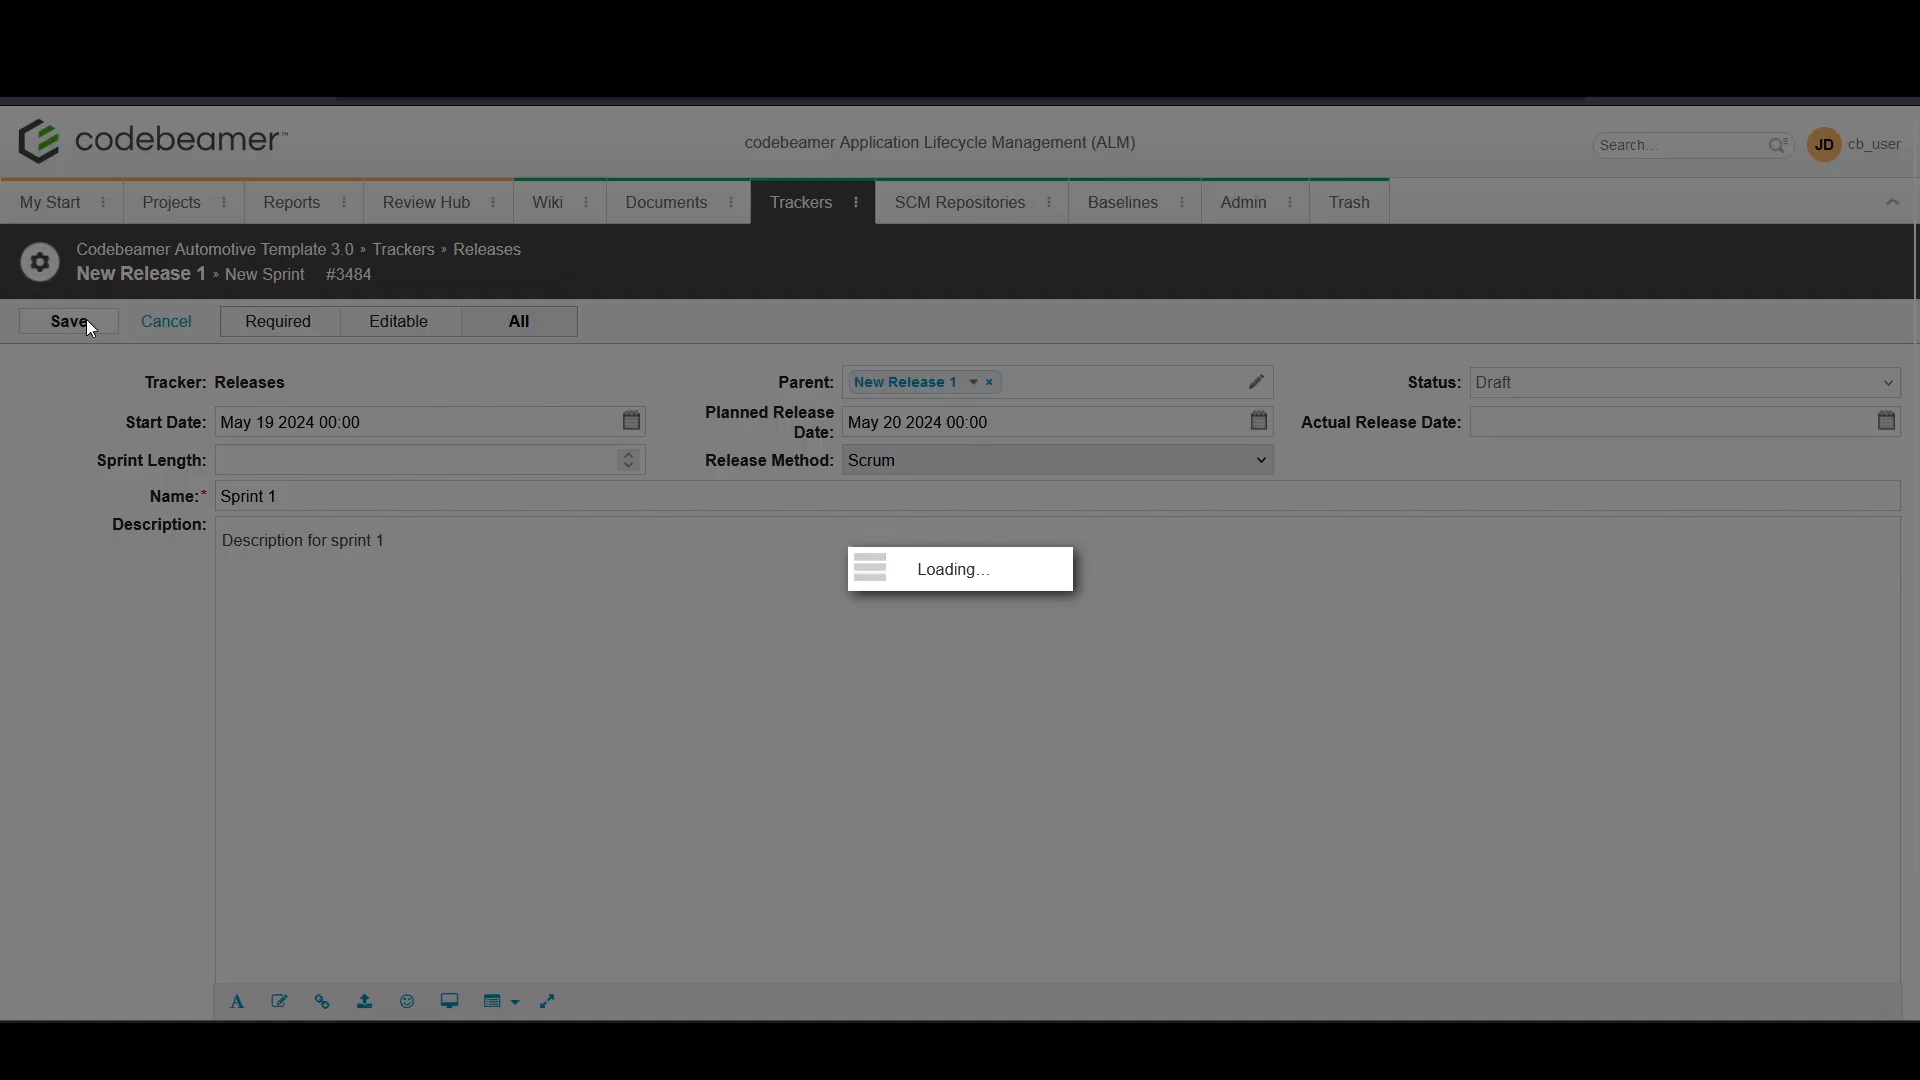 codebeamer™
codebeamer Application Lifecycle Management (ALM)
Search...
JD
cb_user
My Start
Projects
Reports
Review Hub
Wiki
Documents
Trackers
SCM Repositories
Baselines
Admin
Trash
Codebeamer Automotive Template 3.0 » Trackers » Releases
New Release 1 » New Sprint #3484
Save
Cancel
Required
Editable
All
Tracker: Releases
Parent: New Release 1 ×
Status: Draft
Start Date: May 19 2024 00:00
Planned Release Date: May 20 2024 00:00
Actual Release Date:
Sprint Length:
Release Method: Scrum
Name:* Sprint 1
Description: Description for sprint 1
Loading...